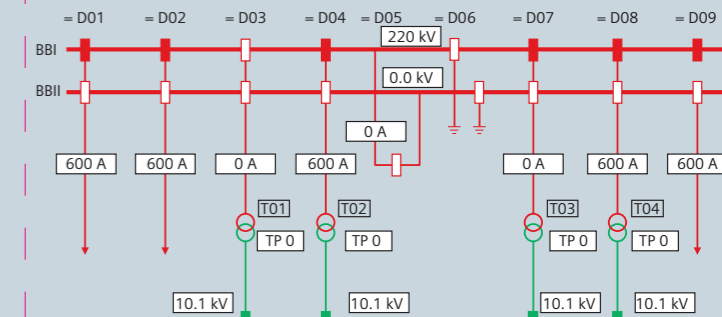 = D01 = D02 = D03 = D04 = D05 = D06 = D07 = D08 = D09
220 kV
BBI
0.0 kV
BBII
0 A
600 A 600 A 0 A 600 A 0 A 600 A 600 A
T01 T02 T03 T04
TP 0 TP 0 TP 0 TP 0
10.1 kV 10.1 kV 10.1 kV 10.1 kV